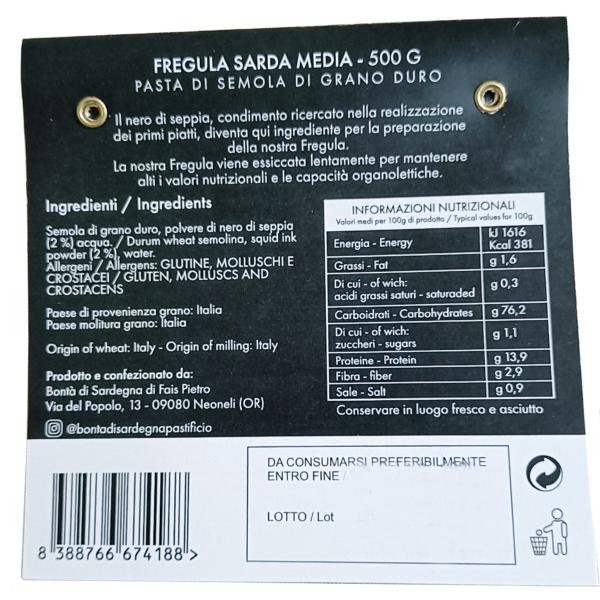 FREGULA SARDA MEDIA - 500 G
PASTA DI SEMOLA DI GRANO DURO
Il nero di seppia, condimento ricercato nella realizzazione
dei primi piatti, diventa qui ingrediente per la preparazione
della nostra Fregula.
La nostra Fregula viene essiccata lentamente per mantenere
alti i valori nutrizionali e le capacità organolettiche.
Ingredienti / Ingredients
Semola di grano duro, polvere di nero di seppia
(2 %) acqua. / Durum wheat semolina, squid ink
powder (2 %), water.
Allergeni / Allergens: GLUTINE, MOLLUSCHI E
CROSTACEI / GLUTEN, MOLLUSCS AND
CROSTACENS
Paese di provenienza grano: Italia
Paese molitura grano: Italia
Origin of wheat: Italy - Origin of milling: Italy
Prodotto e confezionato da:
Bontà di Sardegna di Fais Pietro
Via del Popolo, 13 - 09080 Neoneli (OR)
@bontadisardegnapastificio
INFORMAZIONI NUTRIZIONALI
Valori medi per 100g di prodotto / Typical values for 100g
Energia - Energy kJ 1616
Kcal 381
Grassi - Fat g 1,6
Di cui - of wich:
acidi grassi saturi - saturaded g 0,3
Carboidrati - Carbohydrates g 76,2
Di cui - of wich:
zuccheri - sugars g 1,1
Proteine - Protein g 13,9
Fibra - fiber g 2,9
Sale - Salt g 0,9
Conservare in luogo fresco e asciutto
DA CONSUMARSI PREFERIBILMENTE
ENTRO FINE /
LOTTO / Lot
8 388766 674188 >